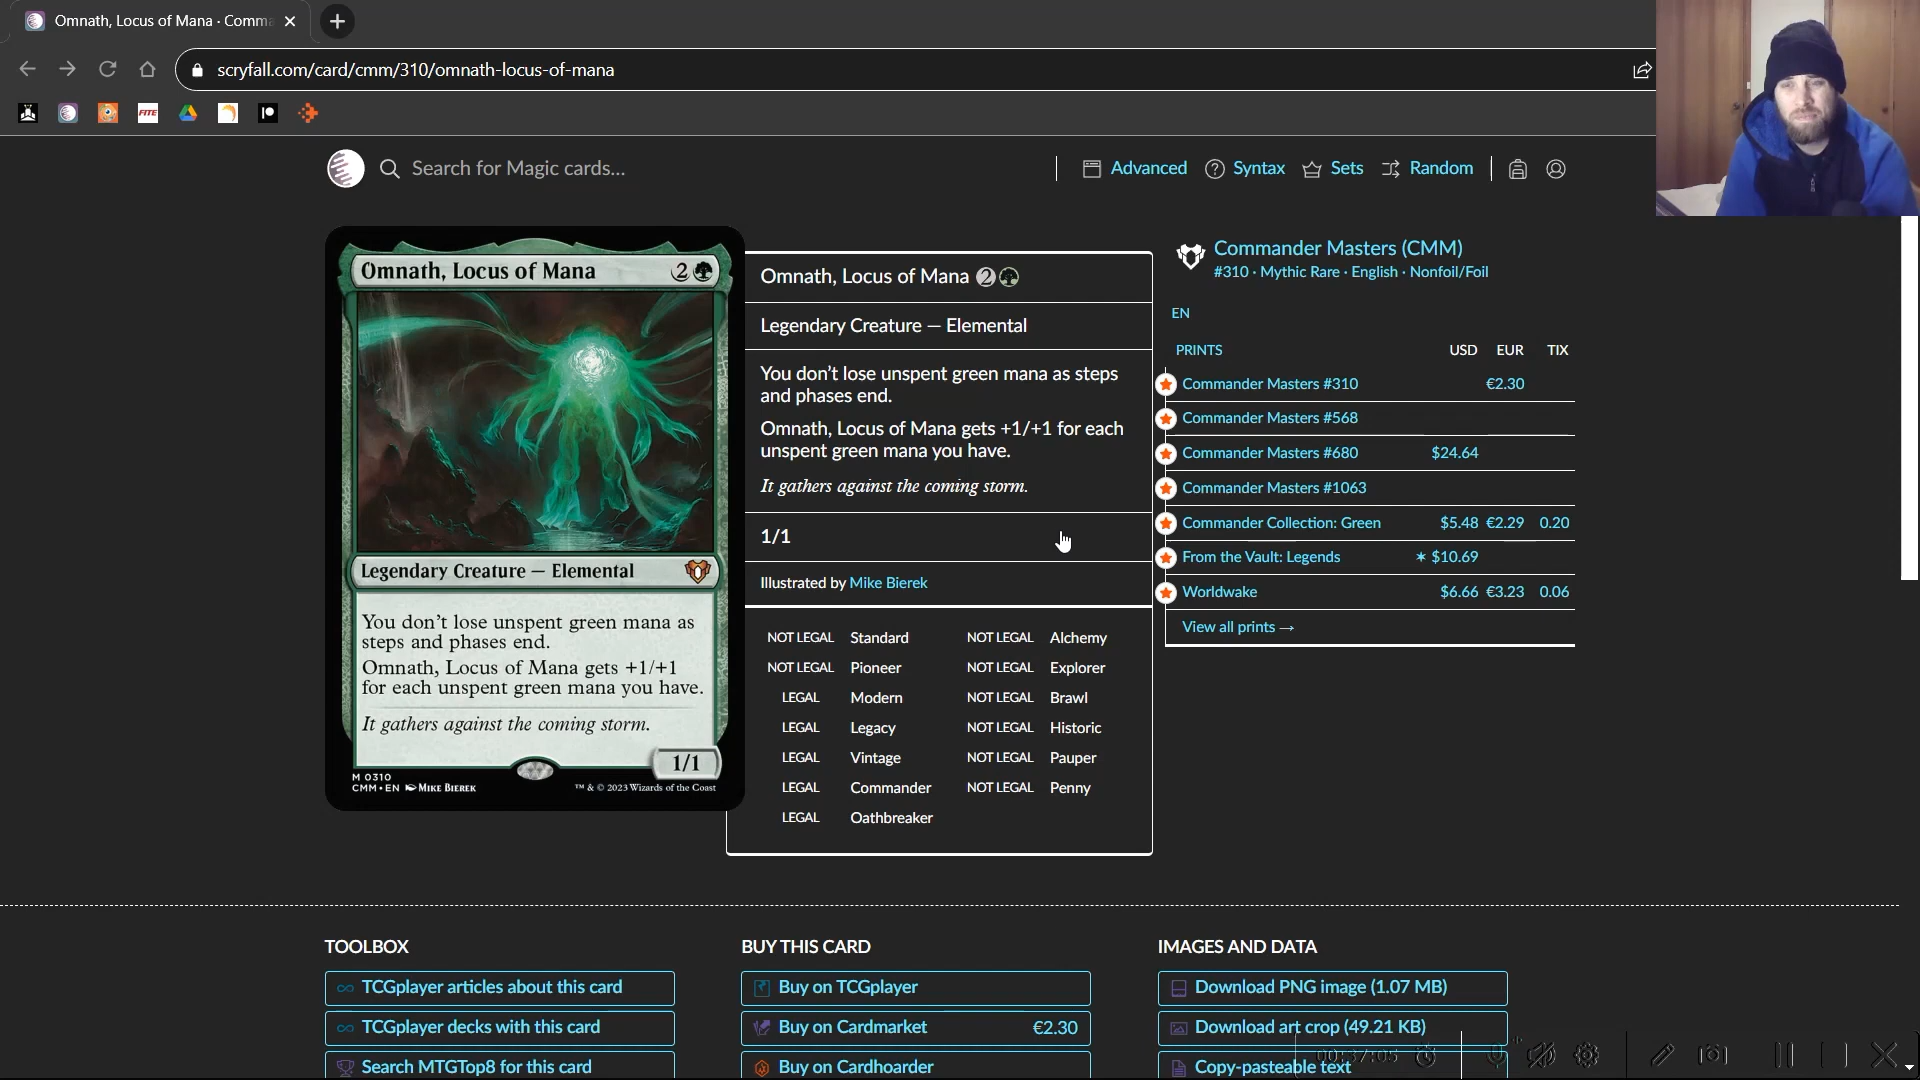 Omnath, Locus of Mana · Comma
scryfall.com/card/cmm/310/omnath-locus-of-mana
FITE
Search for Magic cards...
Advanced
Syntax
Sets
Random
Omnath, Locus of Mana 2
Legendary Creature — Elemental
You don't lose unspent green mana as
steps and phases end.
Omnath, Locus of Mana gets +1/+1
for each unspent green mana you have.
It gathers against the coming storm.
1/1
M 0310
CMM • EN MIKE BIEREK
™ & © 2023 Wizards of the Coast
Omnath, Locus of Mana 2
Legendary Creature — Elemental
You don’t lose unspent green mana as steps
and phases end.
Omnath, Locus of Mana gets +1/+1 for each
unspent green mana you have.
It gathers against the coming storm.
1/1
Illustrated by Mike Bierek
NOT LEGAL Standard NOT LEGAL Alchemy
NOT LEGAL Pioneer NOT LEGAL Explorer
LEGAL Modern NOT LEGAL Brawl
LEGAL Legacy NOT LEGAL Historic
LEGAL Vintage NOT LEGAL Pauper
LEGAL Commander NOT LEGAL Penny
LEGAL Oathbreaker
Commander Masters (CMM)
#310 · Mythic Rare · English · Nonfoil/Foil
EN
PRINTS USD EUR TIX
Commander Masters #310 €2.30
Commander Masters #568
Commander Masters #680 $24.64
Commander Masters #1063
Commander Collection: Green $5.48 €2.29 0.20
From the Vault: Legends ✶ $10.69
Worldwake $6.66 €3.23 0.06
View all prints →
TOOLBOX
TCGplayer articles about this card
TCGplayer decks with this card
Search MTGTop8 for this card
BUY THIS CARD
Buy on TCGplayer
Buy on Cardmarket €2.30
Buy on Cardhoarder
IMAGES AND DATA
Download PNG image (1.07 MB)
Download art crop (49.21 KB)
Copy-pasteable text
00:37:05